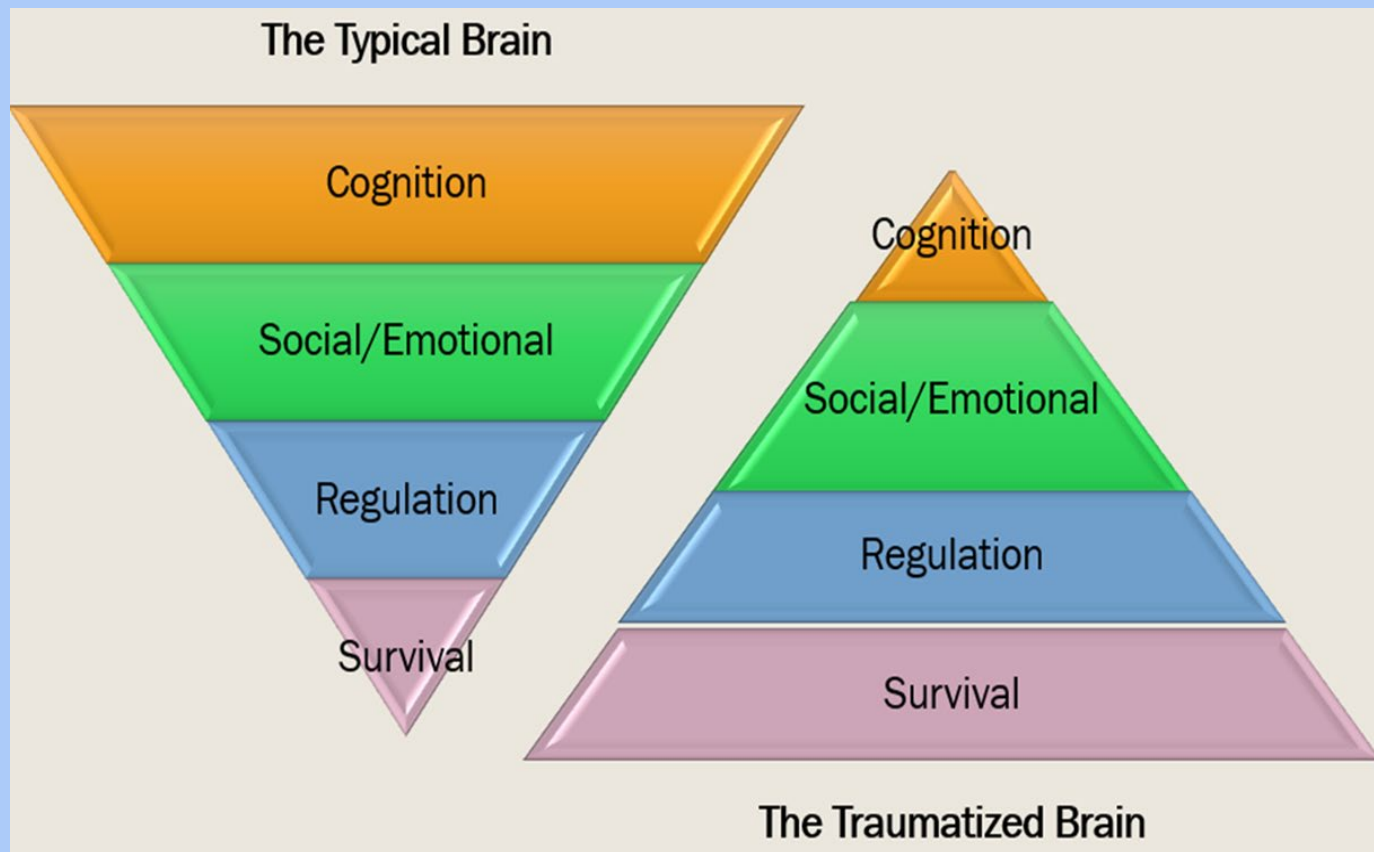 The Typical Brain
Cognition
Social/Emotional
Regulation
Survival
Cognition
Social/Emotional
Regulation
Survival
The Traumatized Brain